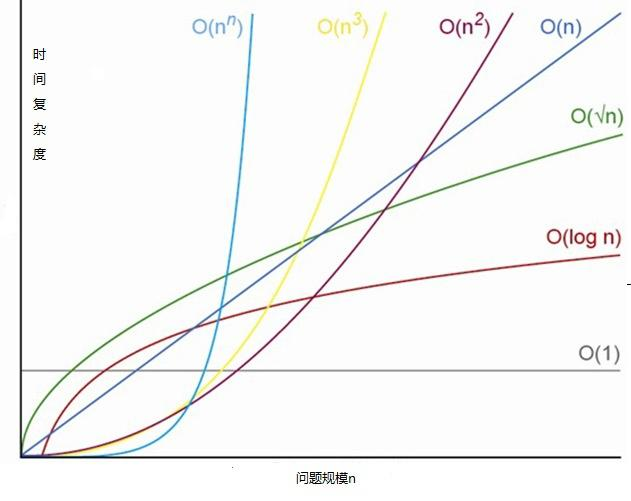 O(nⁿ)
O(n³)
O(n²)
O(n)
时
间
复
杂
度
O(√n)
O(log n)
O(1)
问题规模n